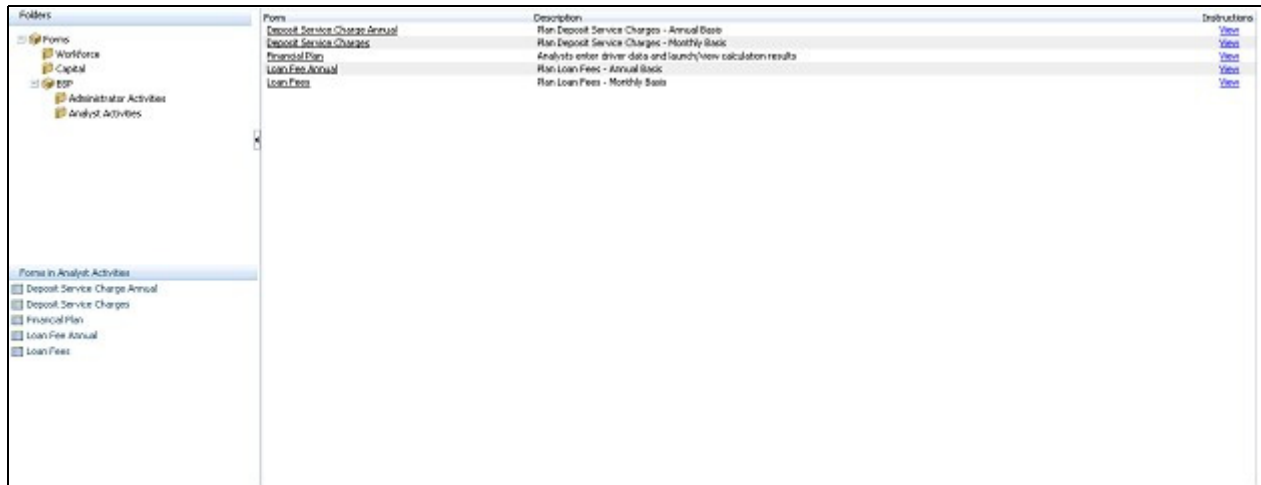 Folders
Forms
Workforce
Capital
BSP
Administrator Activities
Analyst Activities
Forms in Analyst Activities
Deposit Service Charge Annual
Deposit Service Charges
Financial Plan
Loan Fee Annual
Loan Fees
Form Description Instructions
Deposit Service Charge Annual Plan Deposit Service Charges - Annual Basis View
Deposit Service Charges Plan Deposit Service Charges - Monthly Basis View
Financial Plan Analysts enter driver data and launch/view calculation results View
Loan Fee Annual Plan Loan Fees - Annual Basis View
Loan Fees Plan Loan Fees - Monthly Basis View